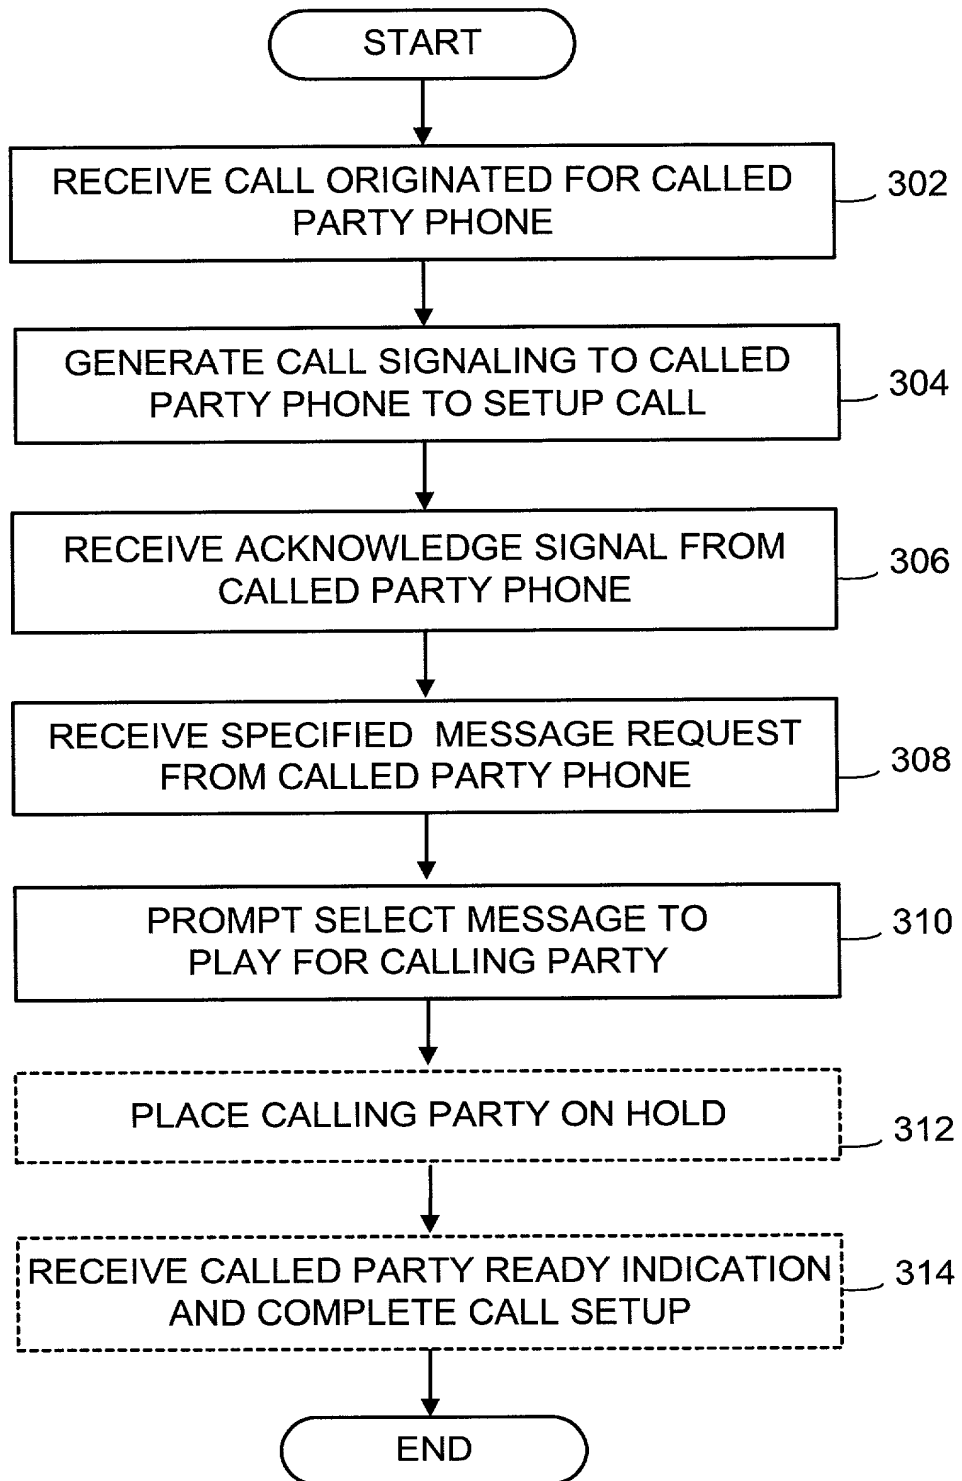 START
RECEIVE CALL ORIGINATED FOR CALLED
PARTY PHONE
302
GENERATE CALL SIGNALING TO CALLED
PARTY PHONE TO SETUP CALL
304
RECEIVE ACKNOWLEDGE SIGNAL FROM
CALLED PARTY PHONE
306
RECEIVE SPECIFIED MESSAGE REQUEST
FROM CALLED PARTY PHONE
308
PROMPT SELECT MESSAGE TO
PLAY FOR CALLING PARTY
310
PLACE CALLING PARTY ON HOLD
312
RECEIVE CALLED PARTY READY INDICATION
AND COMPLETE CALL SETUP
314
END